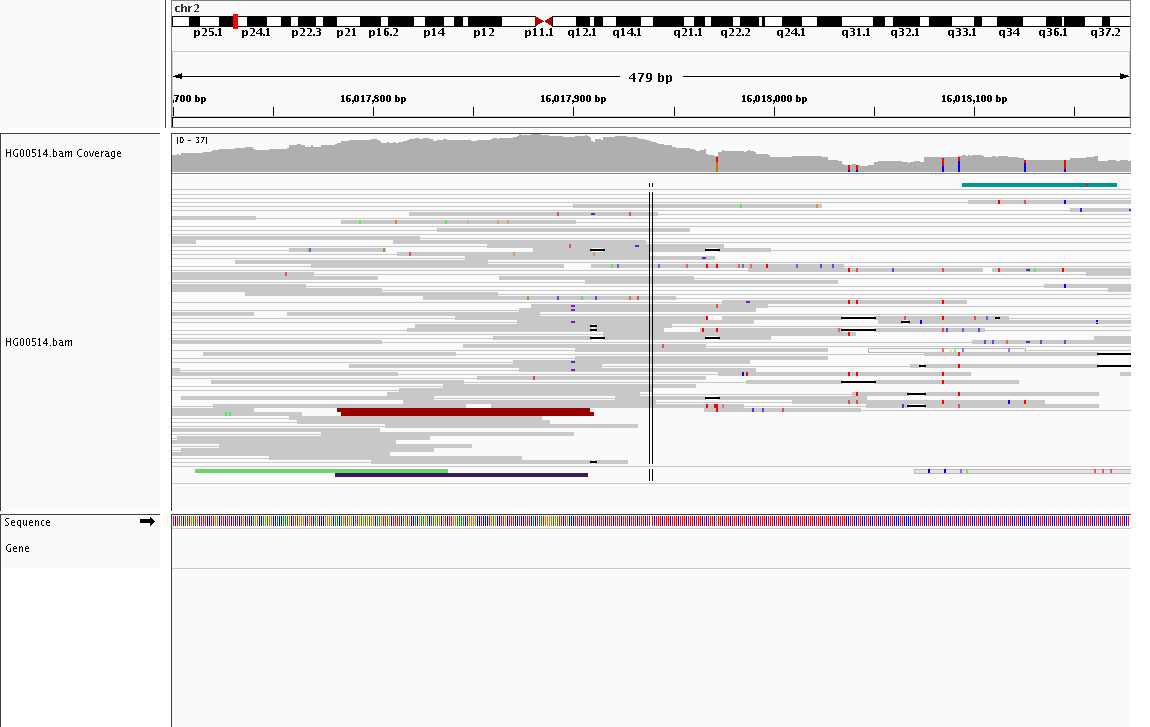 chr2
p25.1 p24.1 p22.3 p21 p16.2 p14 p12 p11.1 q12.1 q14.1 q21.1 q22.2 q24.1 q31.1 q32.1 q33.1 q34 q36.1 q37.2
479 bp
,700 bp 16,017,800 bp 16,017,900 bp 16,018,000 bp 16,018,100 bp
HG00514.bam Coverage
[0 - 37]
HG00514.bam
Sequence
Gene